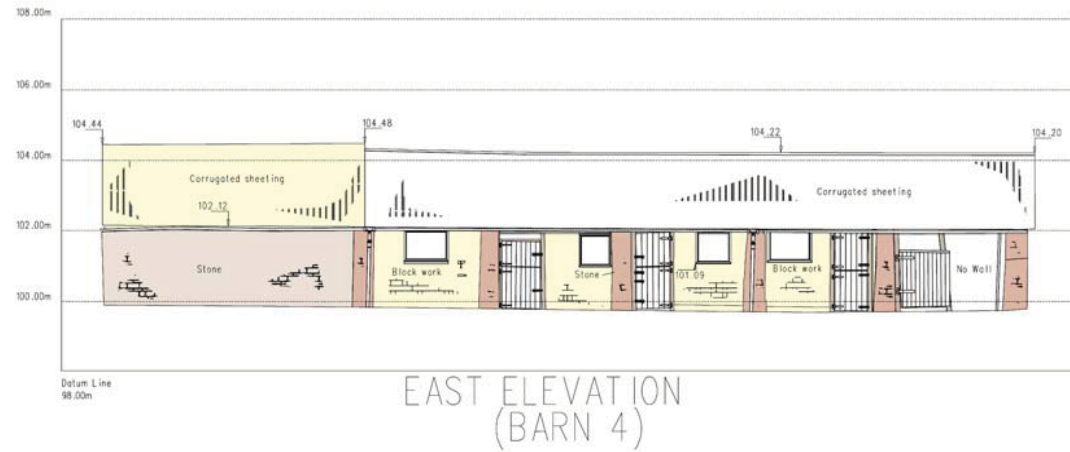 108.00m
106.00m
104.44
104.48
104.22
104.20
104.00m
Corrugated sheeting
Corrugated sheeting
102.12
102.00m
Stone
Block work
Stone
101.09
Block work
No Wall
100.00m
Datum Line
98.00m
EAST ELEVATION
(BARN 4)